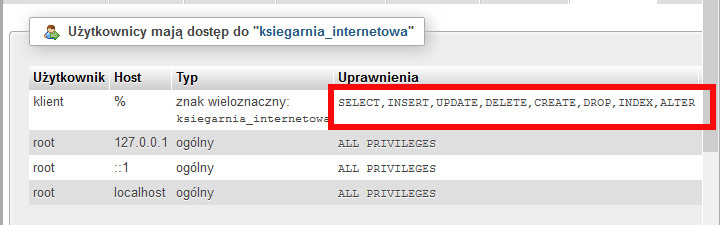 Użytkownicy mają dostęp do "ksiegarnia_internetowa"
Użytkownik Host Typ Uprawnienia
klient % znak wieloznaczny: SELECT,INSERT,UPDATE,DELETE,CREATE,DROP,INDEX,ALTER
ksiegarnia_internetowa
root 127.0.0.1 ogólny ALL PRIVILEGES
root ::1 ogólny ALL PRIVILEGES
root localhost ogólny ALL PRIVILEGES